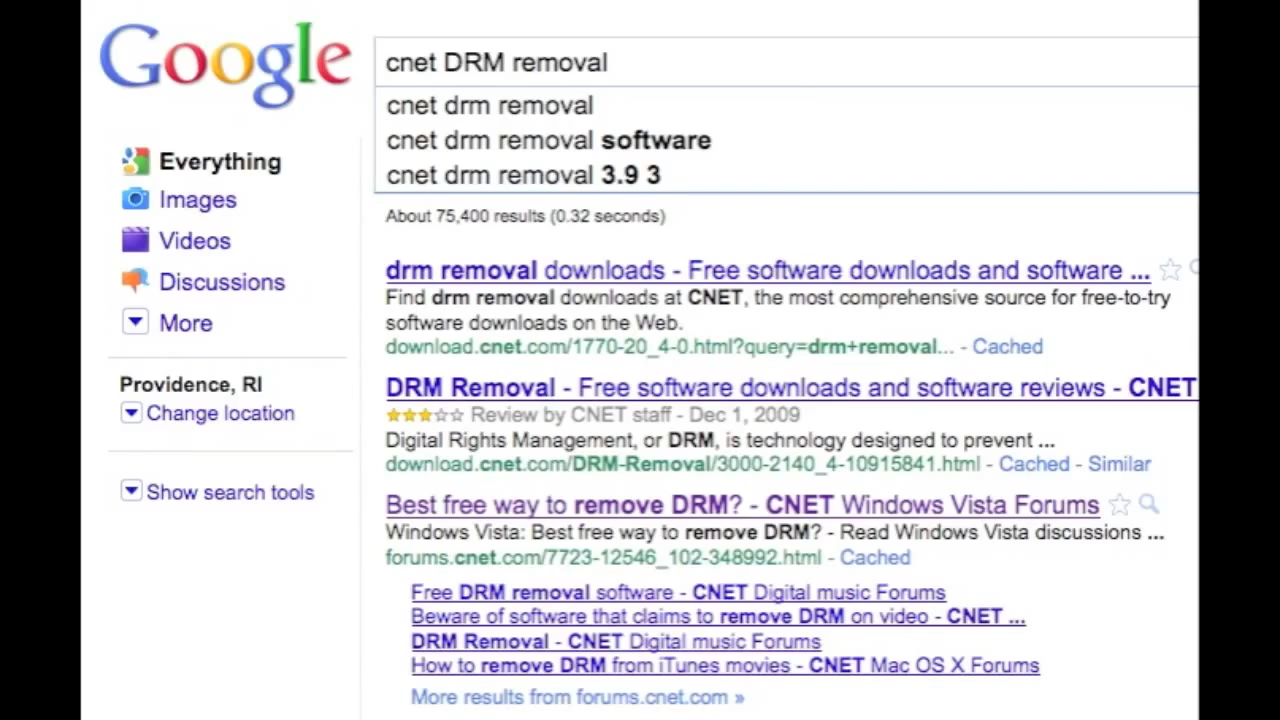 Google
cnet DRM removal
cnet drm removal
cnet drm removal software
cnet drm removal 3.9 3
Everything
Images
Videos
Discussions
More
Providence, RI
Change location
Show search tools
About 75,400 results (0.32 seconds)
drm removal downloads - Free software downloads and software ...
Find drm removal downloads at CNET, the most comprehensive source for free-to-try
software downloads on the Web.
download.cnet.com/1770-20_4-0.html?query=drm+removal... - Cached
DRM Removal - Free software downloads and software reviews - CNET
Review by CNET staff - Dec 1, 2009
Digital Rights Management, or DRM, is technology designed to prevent ...
download.cnet.com/DRM-Removal/3000-2140_4-10915841.html - Cached - Similar
Best free way to remove DRM? - CNET Windows Vista Forums
Windows Vista: Best free way to remove DRM? - Read Windows Vista discussions ...
forums.cnet.com/7723-12546_102-348992.html - Cached
Free DRM removal software - CNET Digital music Forums
Beware of software that claims to remove DRM on video - CNET ...
DRM Removal - CNET Digital music Forums
How to remove DRM from iTunes movies - CNET Mac OS X Forums
More results from forums.cnet.com »